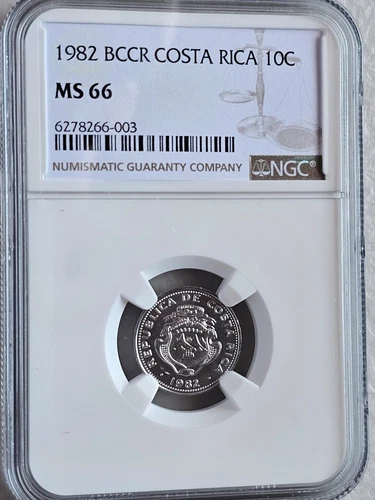 1982 BCCR COSTA RICA 10C
MS 66
6278266-003
NUMISMATIC GUARANTY COMPANY
NGC®
REPUBLICA DE COSTA RICA
1982